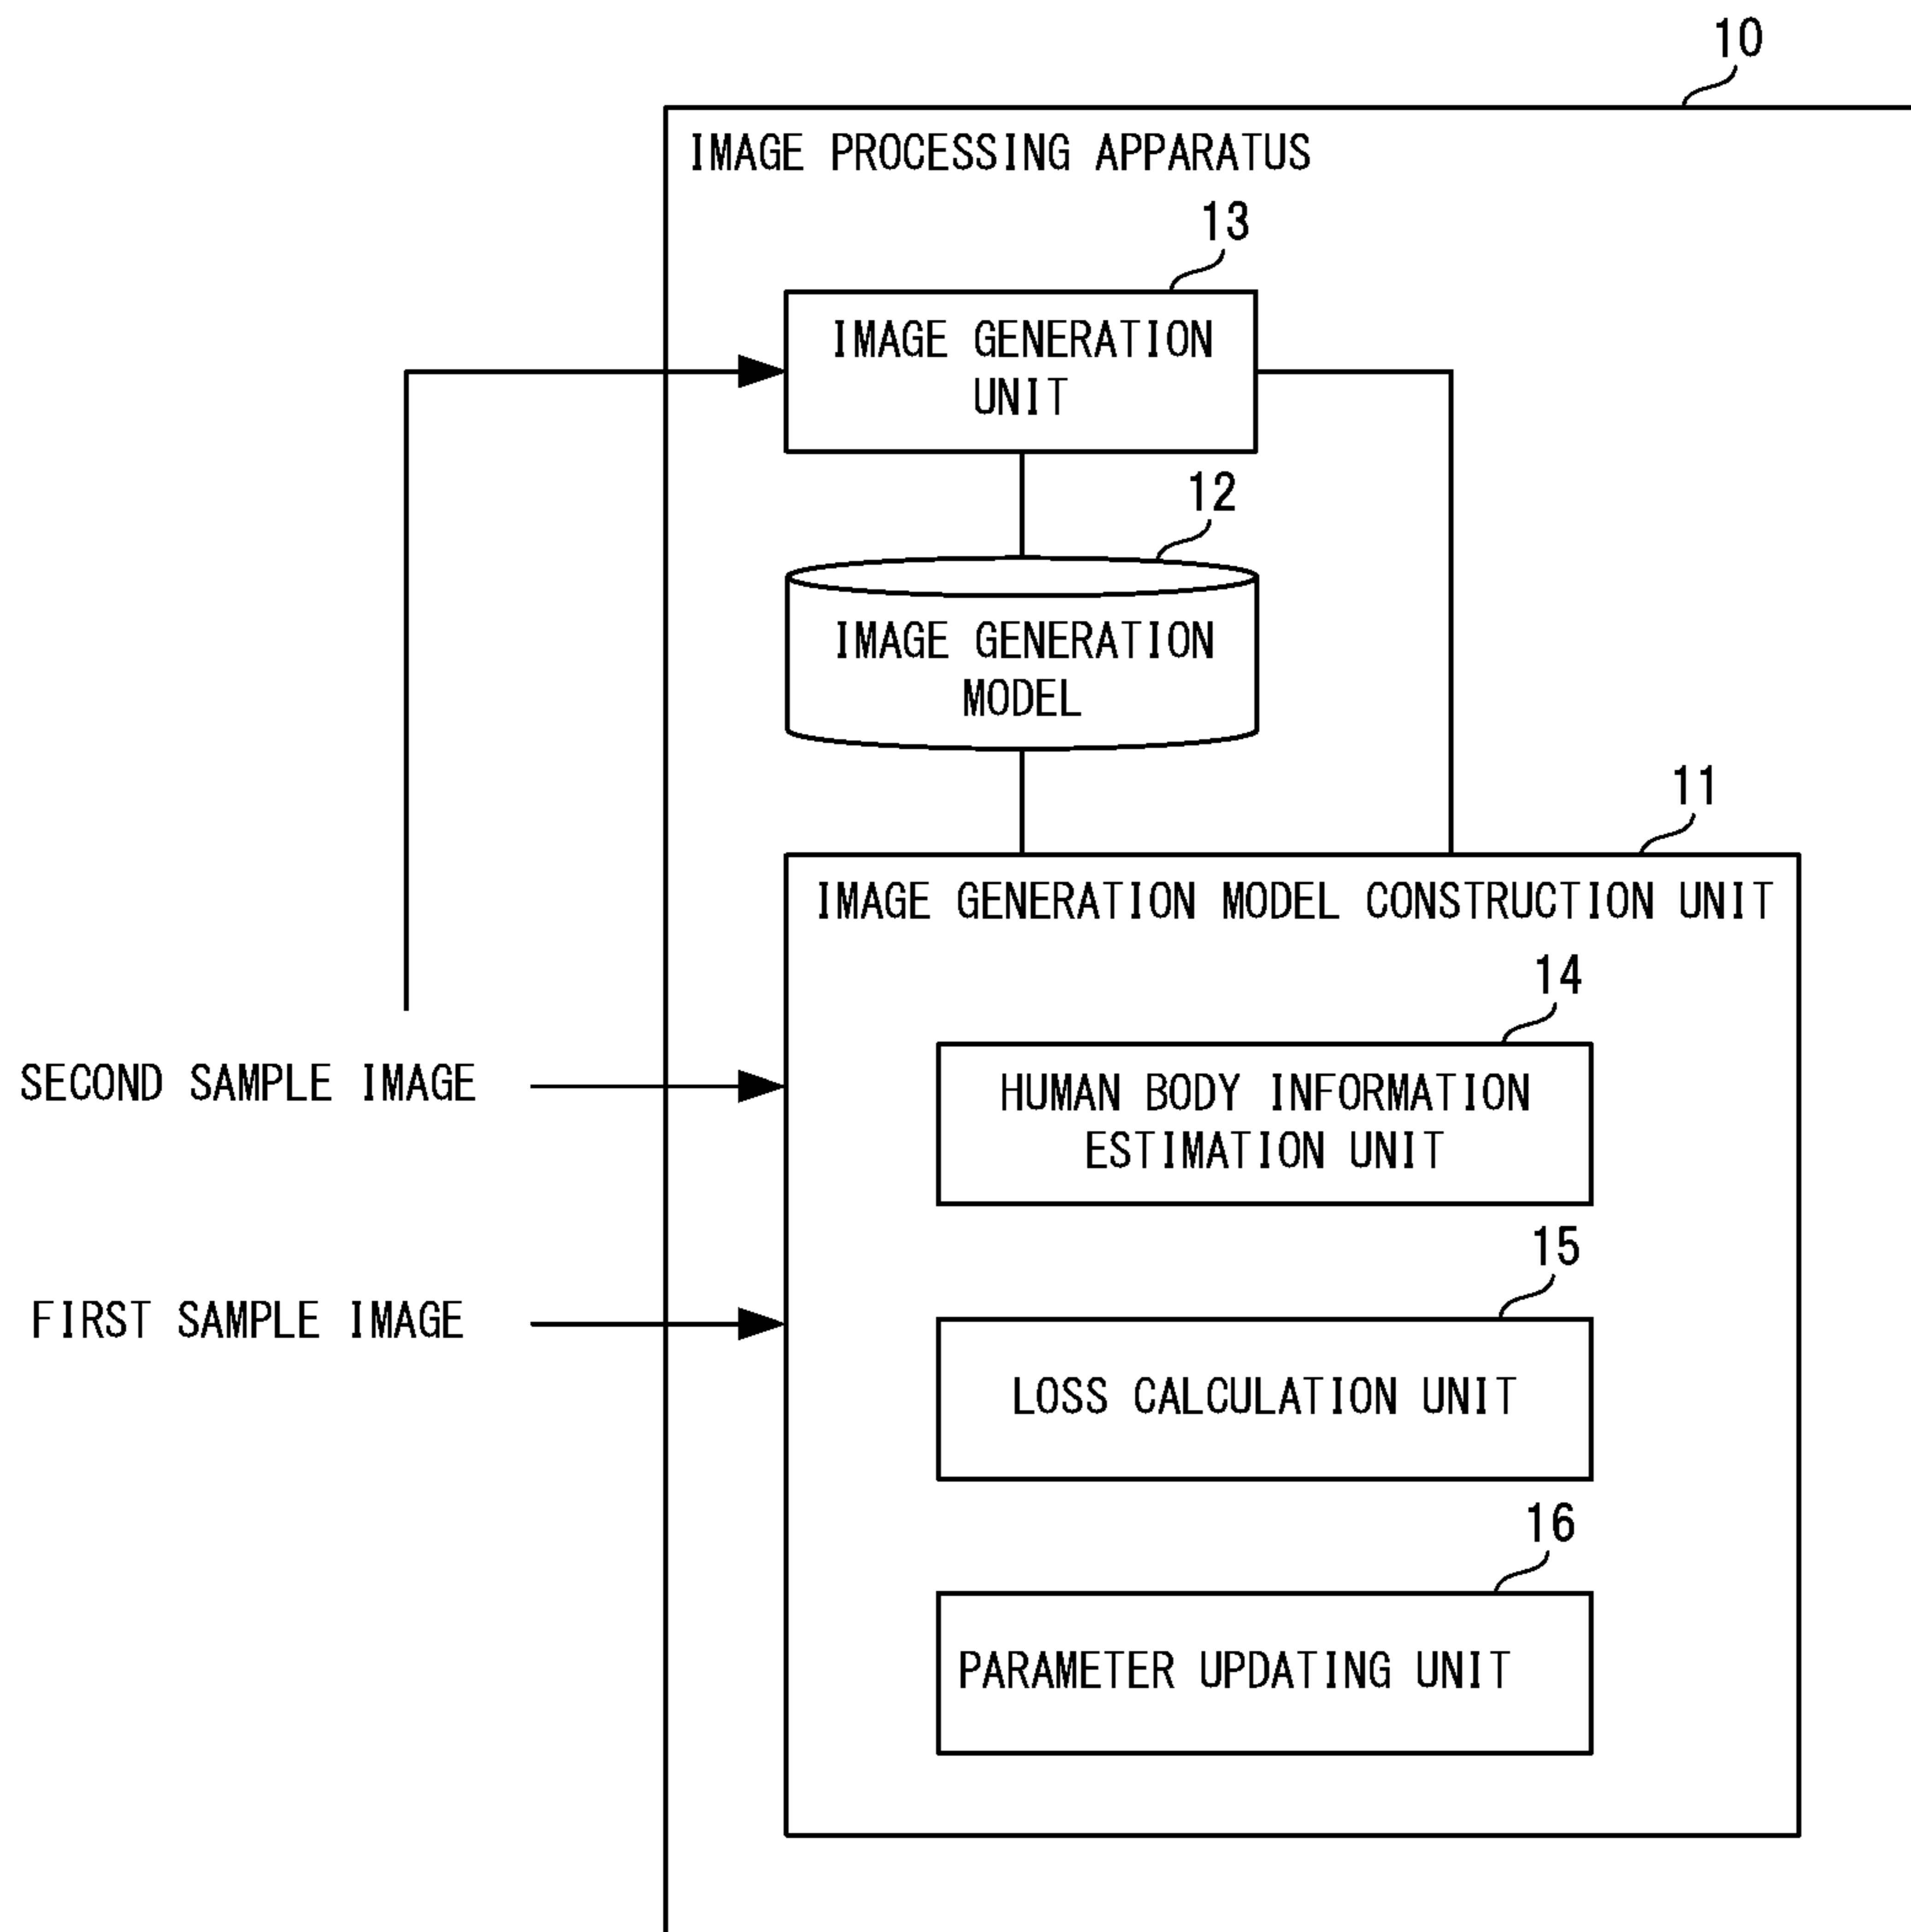 10
IMAGE PROCESSING APPARATUS
13
IMAGE GENERATION
UNIT
12
IMAGE GENERATION
MODEL
11
IMAGE GENERATION MODEL CONSTRUCTION UNIT
14
SECOND SAMPLE IMAGE
HUMAN BODY INFORMATION
ESTIMATION UNIT
15
FIRST SAMPLE IMAGE
LOSS CALCULATION UNIT
16
PARAMETER UPDATING UNIT